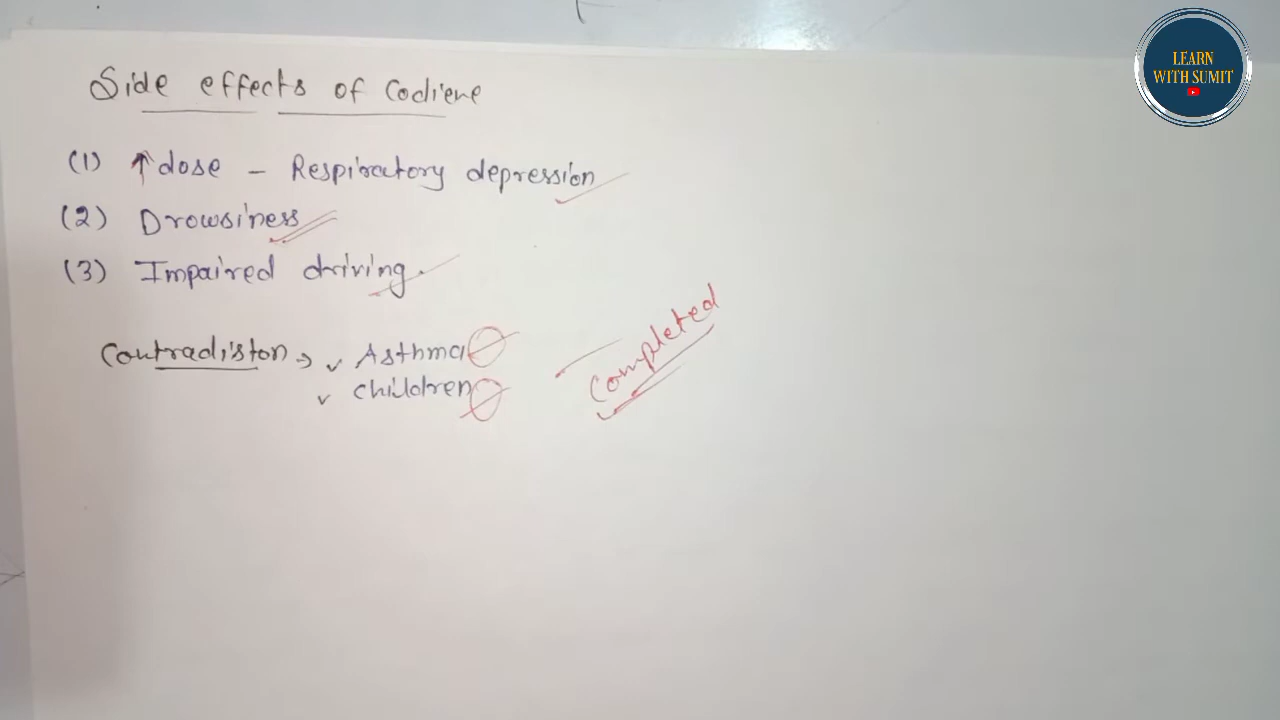 Side effects of Codiene
(1) ↑ dose - Respiratory depression
(2) Drowsiness
(3) Impaired driving.
Contradiston → ✓ Asthma
✓ Children
Completed
LEARN
WITH SUMIT